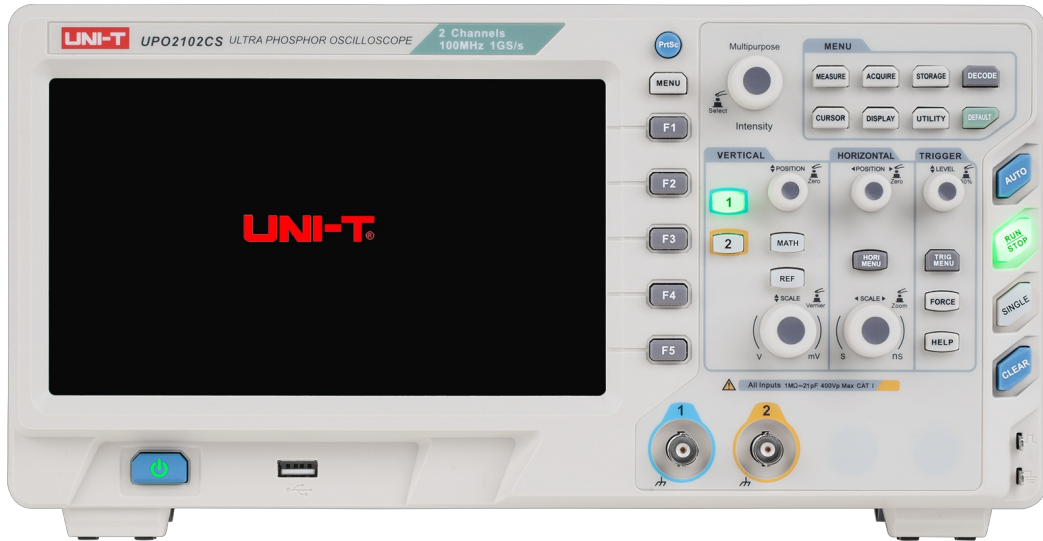 UNI-T UPO2102CS ULTRA PHOSPHOR OSCILLOSCOPE
2 Channels
100MHz 1GS/s
UNI-T®
PrtSc
MENU
F1
F2
F3
F4
F5
Multipurpose
Select
Intensity
MENU
MEASURE ACQUIRE STORAGE DECODE
CURSOR DISPLAY UTILITY DEFAULT
VERTICAL
POSITION
Zero
1
2
MATH
REF
SCALE
Vernier
V mV
HORIZONTAL
POSITION
Zero
HORI
MENU
SCALE
Zoom
S nS
TRIGGER
LEVEL
50%
TRIG
MENU
FORCE
HELP
AUTO
RUN
STOP
SINGLE
CLEAR
All Inputs 1MΩ=21pF 400Vp Max CAT I
1
2